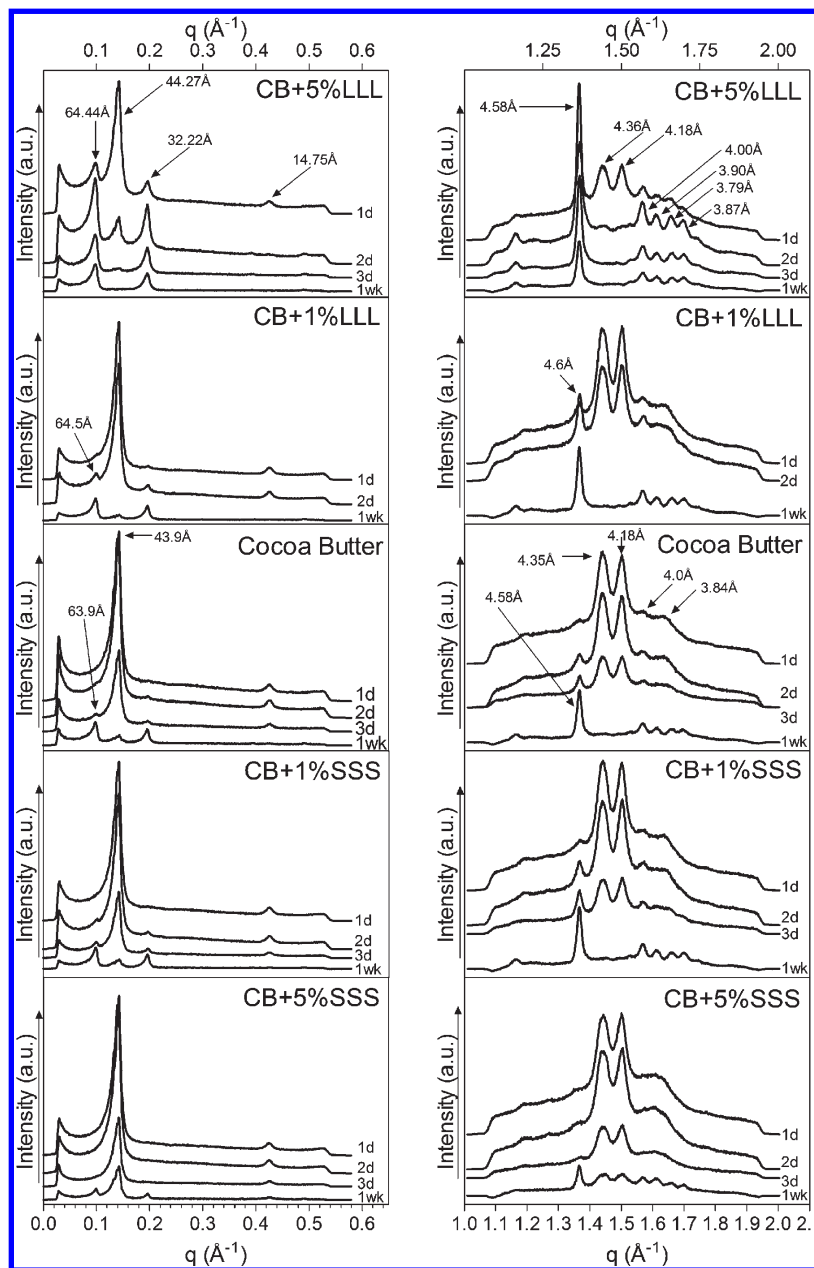 q (Å⁻¹)
0.1 0.2 0.3 0.4 0.5 0.6
Intensity (a.u.)
CB+5%LLL
44.27Å
64.44Å
32.22Å
14.75Å
1d
2d
3d
1wk
Intensity (a.u.)
CB+1%LLL
64.5Å
1d
2d
1wk
Intensity (a.u.)
Cocoa Butter
43.9Å
63.9Å
1d
2d
3d
1wk
Intensity (a.u.)
CB+1%SSS
1d
2d
3d
1wk
Intensity (a.u.)
CB+5%SSS
1d
2d
3d
1wk
0.0 0.1 0.2 0.3 0.4 0.5 0.6
q (Å⁻¹)
q (Å⁻¹)
1.25 1.50 1.75 2.00
Intensity (a.u.)
CB+5%LLL
4.58Å
4.36Å
4.18Å
4.00Å
3.90Å
3.79Å
3.87Å
1d
2d
3d
1wk
Intensity (a.u.)
CB+1%LLL
4.6Å
1d
2d
1wk
Intensity (a.u.)
Cocoa Butter
4.18Å
4.35Å
4.0Å
3.84Å
4.58Å
1d
2d
3d
1wk
Intensity (a.u.)
CB+1%SSS
1d
2d
3d
1wk
Intensity (a.u.)
CB+5%SSS
1d
2d
3d
1wk
1.0 1.1 1.2 1.3 1.4 1.5 1.6 1.7 1.8 1.9 2.0 2.
q (Å⁻¹)